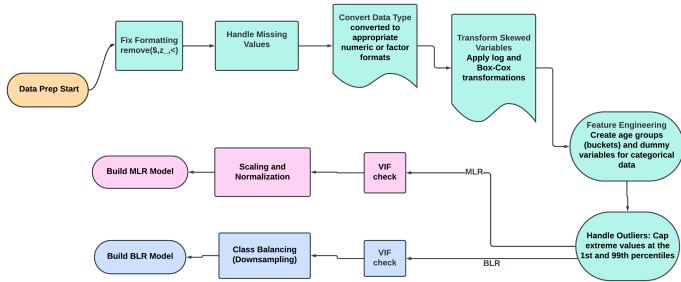 Data Prep Start
Fix Formatting
remove($,z_,<)
Handle Missing
Values
Convert Data Type
converted to
appropriate
numeric or factor
formats
Transform Skewed
Variables
Apply log and
Box-Cox
transformations
Feature Engineering
Create age groups
(buckets) and dummy
variables for categorical
data
Handle Outliers: Cap
extreme values at the
1st and 99th percentiles
MLR
VIF
check
Scaling and
Normalization
Build MLR Model
BLR
VIF
check
Class Balancing
(Downsampling)
Build BLR Model